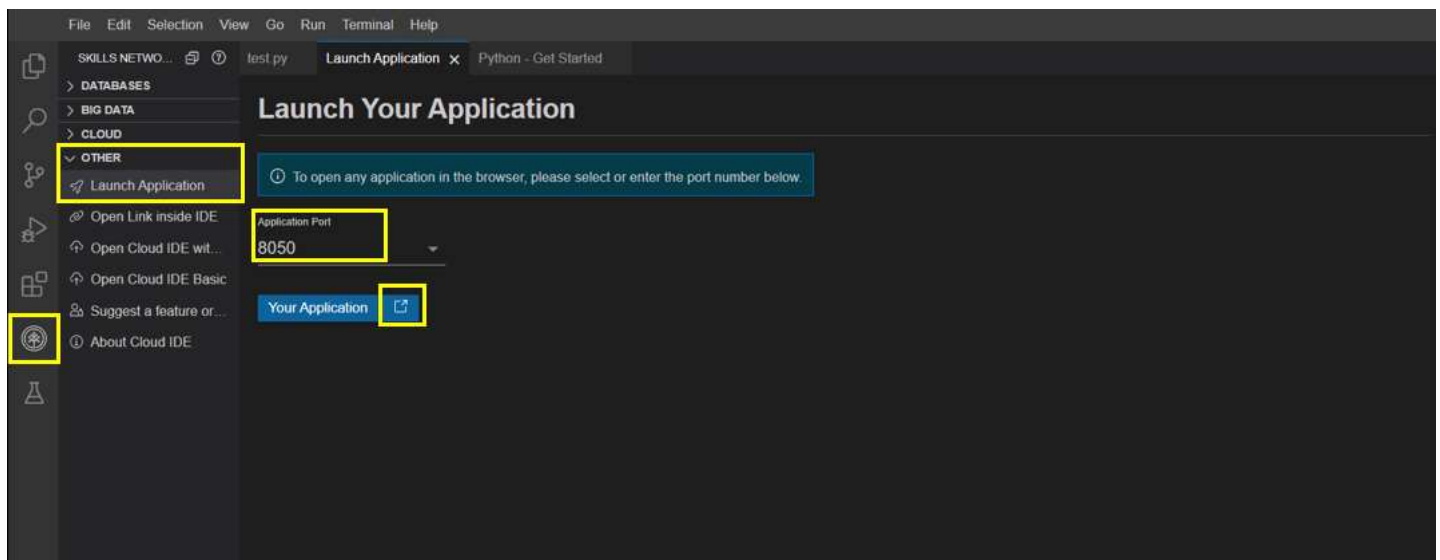 File Edit Selection View Go Run Terminal Help
SKILLS NETWO...
test.py Launch Application Python - Get Started
DATABASES
BIG DATA
CLOUD
OTHER
Launch Application
Open Link inside IDE
Open Cloud IDE wit...
Open Cloud IDE Basic
Suggest a feature or...
About Cloud IDE
Launch Your Application
To open any application in the browser, please select or enter the port number below.
Application Port
8050
Your Application